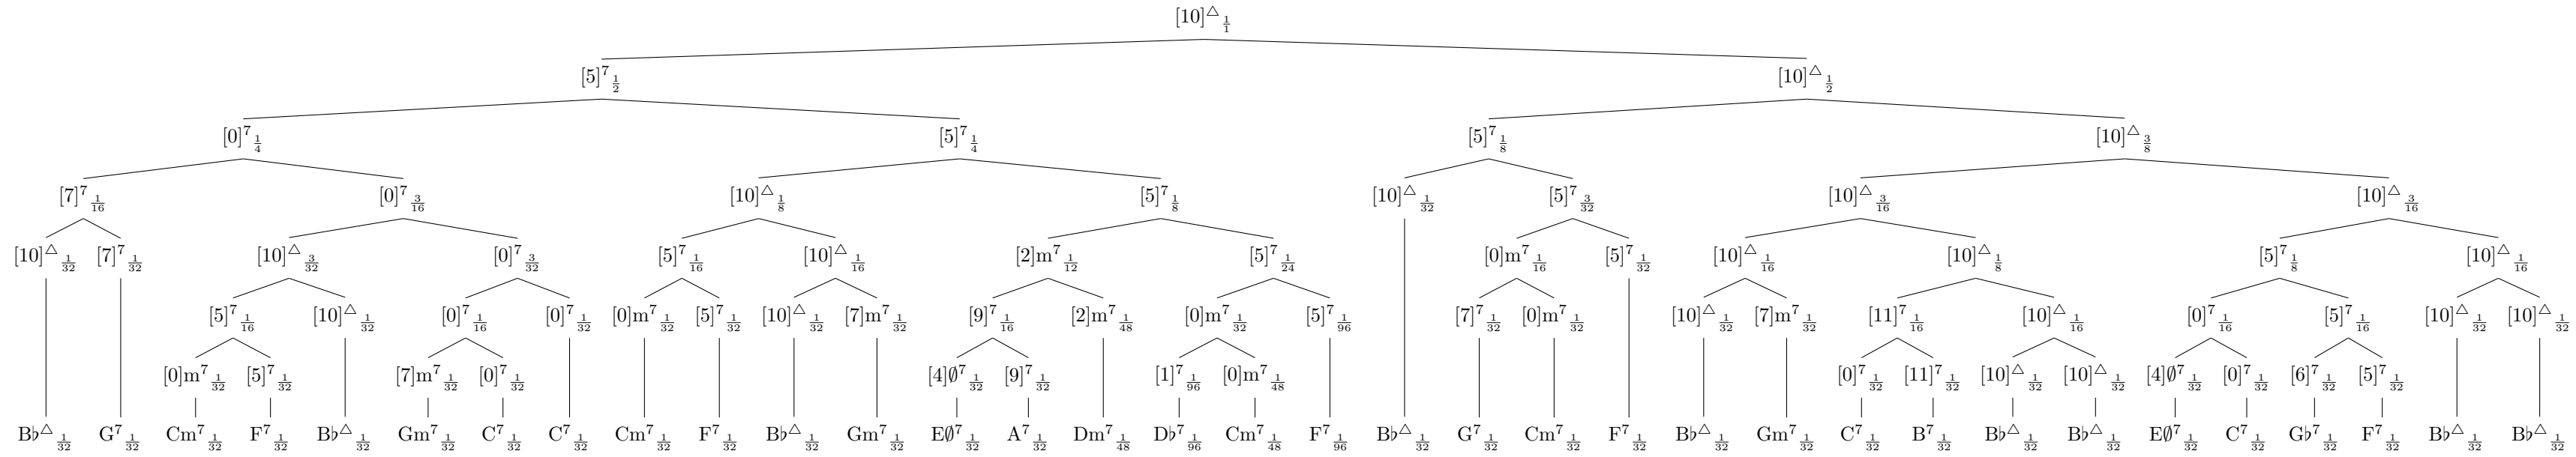 [10]△ 1/1
[5]7 1/2 [10]△ 1/2
[0]7 1/4 [5]7 1/4 [5]7 1/8 [10]△ 3/8
[7]7 1/16 [0]7 3/16 [10]△ 1/8 [5]7 1/8 [10]△ 1/32 [5]7 3/32 [10]△ 3/16 [10]△ 3/16
[10]△ 1/32 [7]7 1/32 [10]△ 3/32 [0]7 3/32 [5]7 1/16 [10]△ 1/16 [2]m7 1/12 [5]7 1/24 [0]m7 1/16 [5]7 1/32 [10]△ 1/16 [10]△ 1/8 [5]7 1/8 [10]△ 1/16
[5]7 1/16 [10]△ 1/32 [0]7 1/16 [0]7 1/32 [0]m7 1/32 [5]7 1/32 [10]△ 1/32 [7]m7 1/32 [9]7 1/16 [2]m7 1/48 [0]m7 1/32 [5]7 1/96 [7]7 1/32 [0]m7 1/32 [10]△ 1/32 [7]m7 1/32 [11]7 1/16 [10]△ 1/16 [0]7 1/16 [5]7 1/16 [10]△ 1/32 [10]△ 1/32
[0]m7 1/32 [5]7 1/32 [7]m7 1/32 [0]7 1/32 [4]∅7 1/32 [9]7 1/32 [1]7 1/96 [0]m7 1/48 [0]7 1/32 [11]7 1/32 [10]△ 1/32 [10]△ 1/32 [4]∅7 1/32 [0]7 1/32 [6]7 1/32 [5]7 1/32
B♭△ 1/32 G7 1/32 Cm7 1/32 F7 1/32 B♭△ 1/32 Gm7 1/32 C7 1/32 C7 1/32 Cm7 1/32 F7 1/32 B♭△ 1/32 Gm7 1/32 E∅7 1/32 A7 1/32 Dm7 1/48 D♭7 1/96 Cm7 1/48 F7 1/96 B♭△ 1/32 G7 1/32 Cm7 1/32 F7 1/32 B♭△ 1/32 Gm7 1/32 C7 1/32 B7 1/32 B♭△ 1/32 B♭△ 1/32 E∅7 1/32 C7 1/32 G♭7 1/32 F7 1/32 B♭△ 1/32 B♭△ 1/32